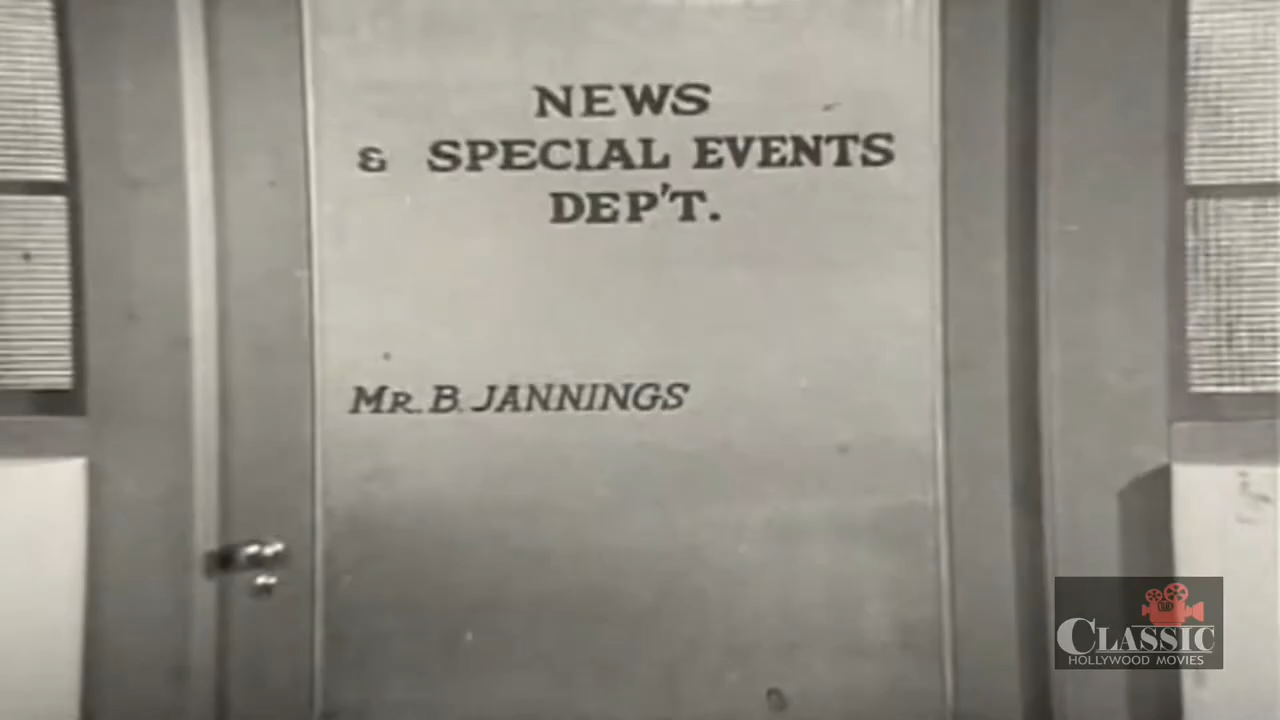 NEWS
& SPECIAL EVENTS
DEP'T.
MR. B. JANNINGS
CLASSIC
HOLLYWOOD MOVIES